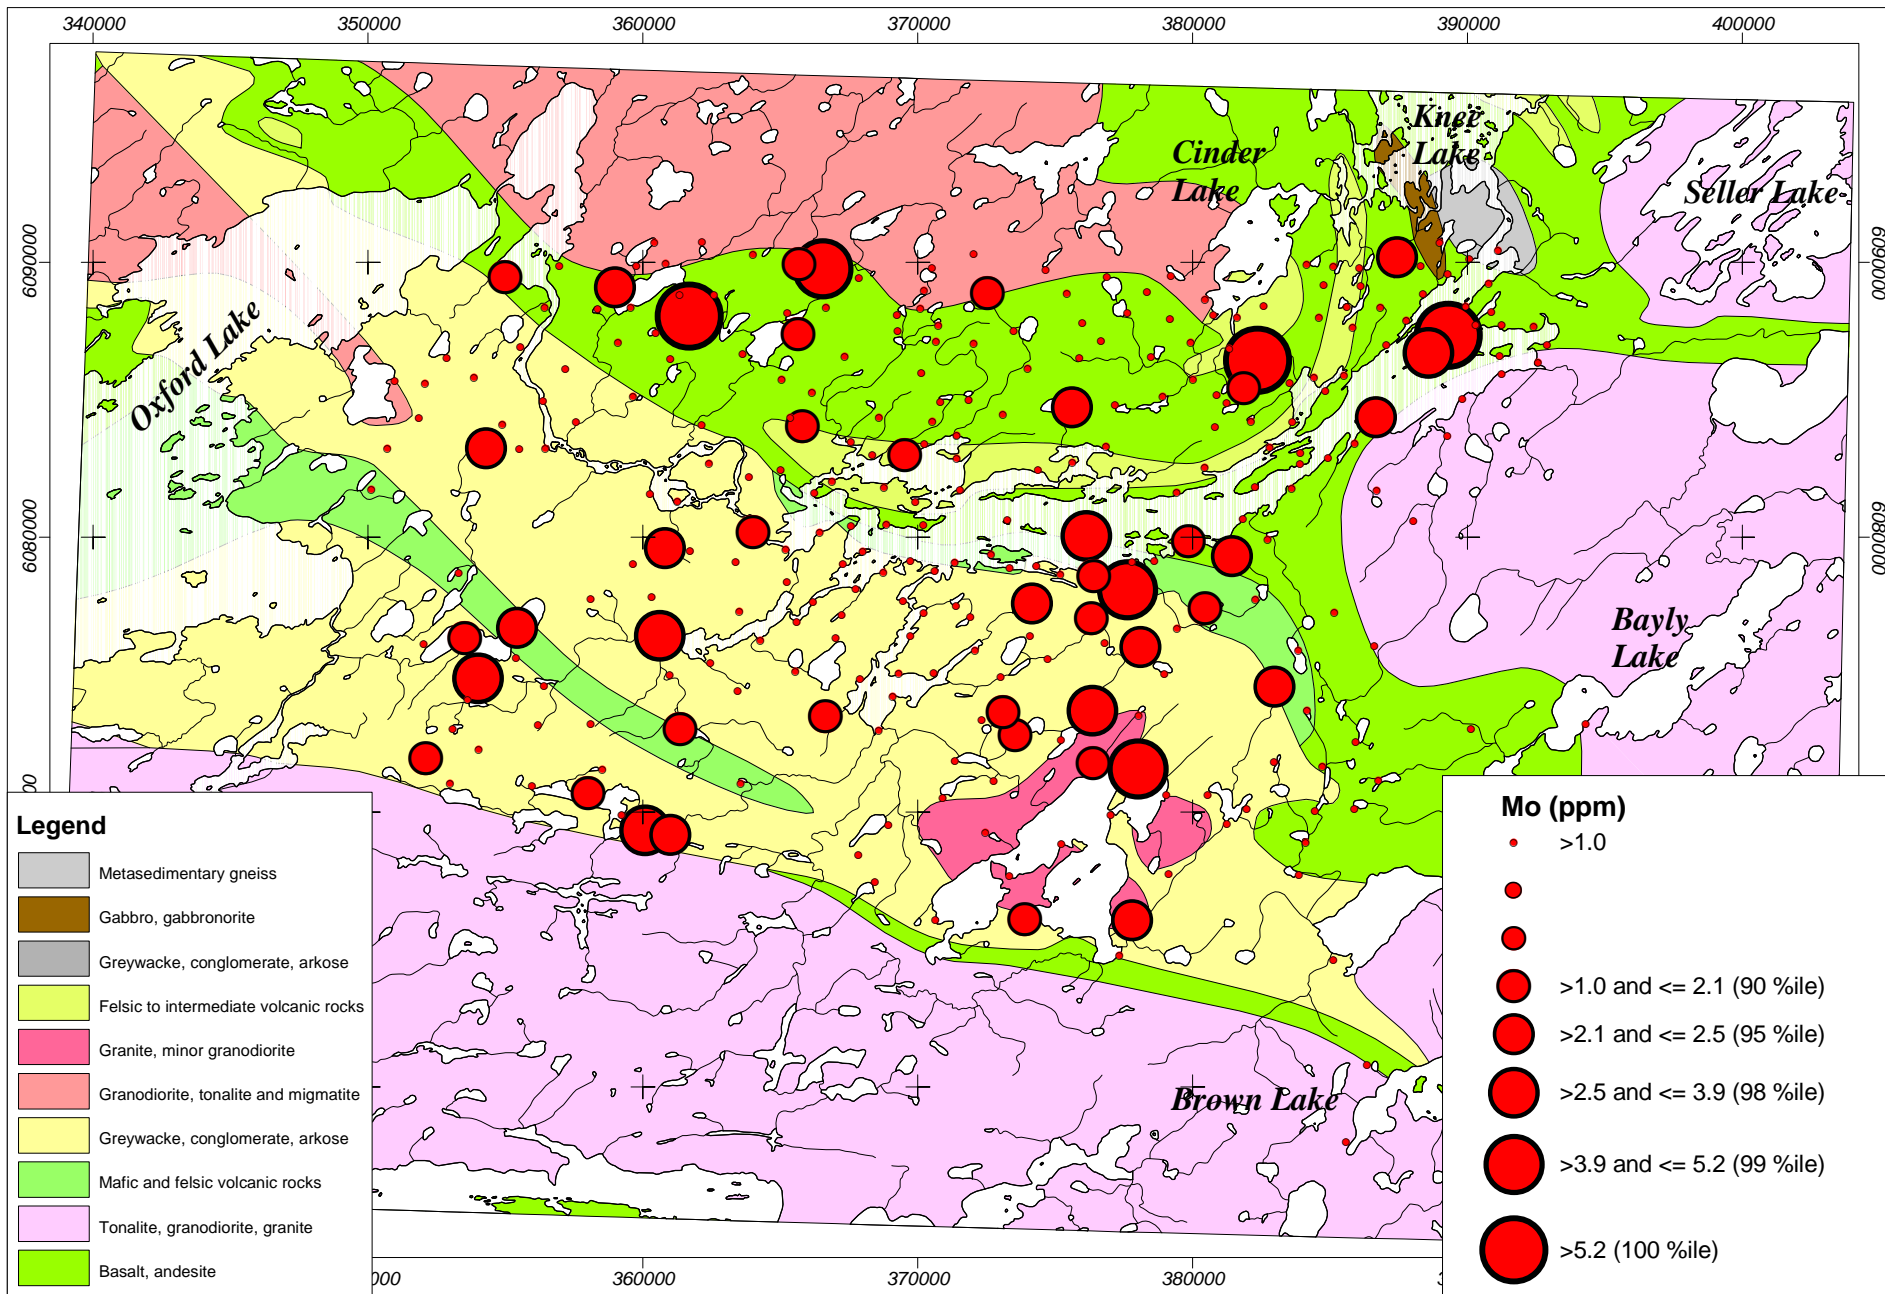 340000 350000 360000 370000 380000 390000 400000
Knee
Lake
Cinder
Lake
Seller Lake
6090000
6090000
Oxford Lake
6080000
6080000
Bayly
Lake
Brown Lake
Legend
Metasedimentary gneiss
Gabbro, gabbronorite
Greywacke, conglomerate, arkose
Felsic to intermediate volcanic rocks
Granite, minor granodiorite
Granodiorite, tonalite and migmatite
Greywacke, conglomerate, arkose
Mafic and felsic volcanic rocks
Tonalite, granodiorite, granite
Basalt, andesite
Mo (ppm)
>1.0
>1.0 and <= 2.1 (90 %ile)
>2.1 and <= 2.5 (95 %ile)
>2.5 and <= 3.9 (98 %ile)
>3.9 and <= 5.2 (99 %ile)
>5.2 (100 %ile)
360000 370000 380000